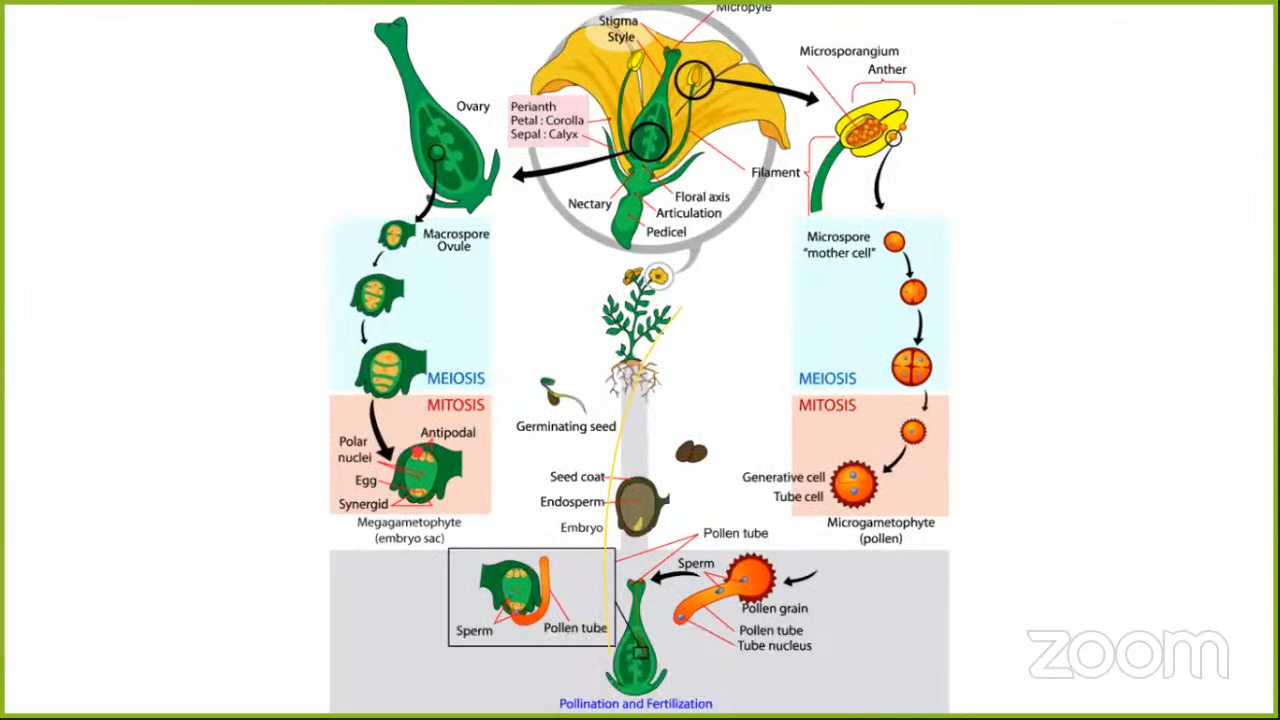 Micropyle
Stigma
Style
Microsporangium
Anther
Ovary
Perianth
Petal : Corolla
Sepal : Calyx
Filament
Nectary
Floral axis
Articulation
Pedicel
Macrospore
Ovule
Microspore
"mother cell"
MEIOSIS
MEIOSIS
MITOSIS
MITOSIS
Germinating seed
Antipodal
Polar
nuclei
Egg
Synergid
Seed coat
Endosperm
Embryo
Generative cell
Tube cell
Megagametophyte
(embryo sac)
Microgametophyte
(pollen)
Pollen tube
Sperm
Pollen grain
Sperm
Pollen tube
Pollen tube
Tube nucleus
Pollination and Fertilization
zoom